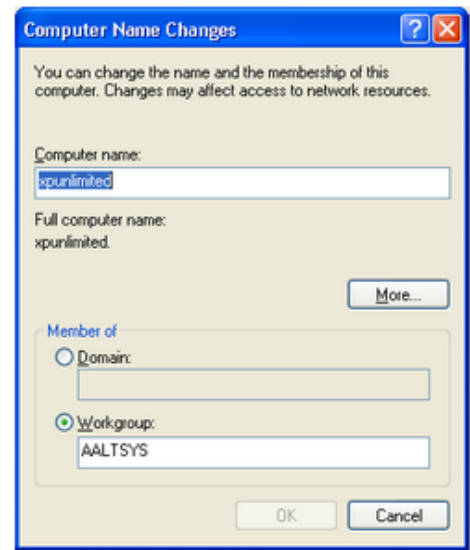 Computer Name Changes
You can change the name and the membership of this
computer. Changes may affect access to network resources.
Computer name:
xpunlimited
Full computer name:
xpunlimited.
More...
Member of
Domain:
Workgroup:
AALTSYS
OK
Cancel